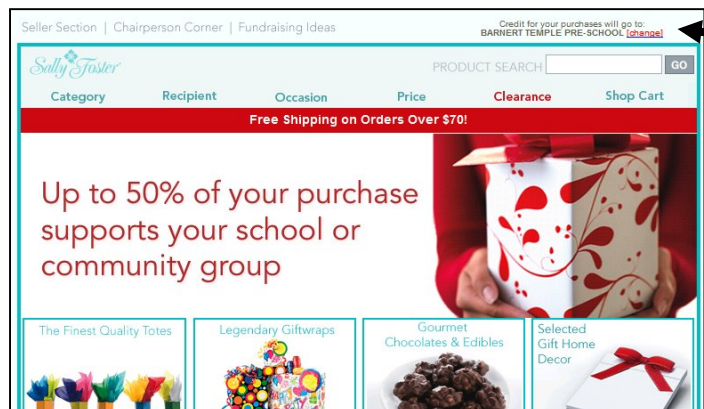 Seller Section | Chairperson Corner | Fundraising Ideas
Credit for your purchases will go to:
BARNERT TEMPLE PRE-SCHOOL [change]
Sally Foster
PRODUCT SEARCH
GO
Category Recipient Occasion Price Clearance Shop Cart
Free Shipping on Orders Over $70!
Up to 50% of your purchase
supports your school or
community group
The Finest Quality Totes
Legendary Giftwraps
Gourmet
Chocolates & Edibles
Selected
Gift Home
Decor